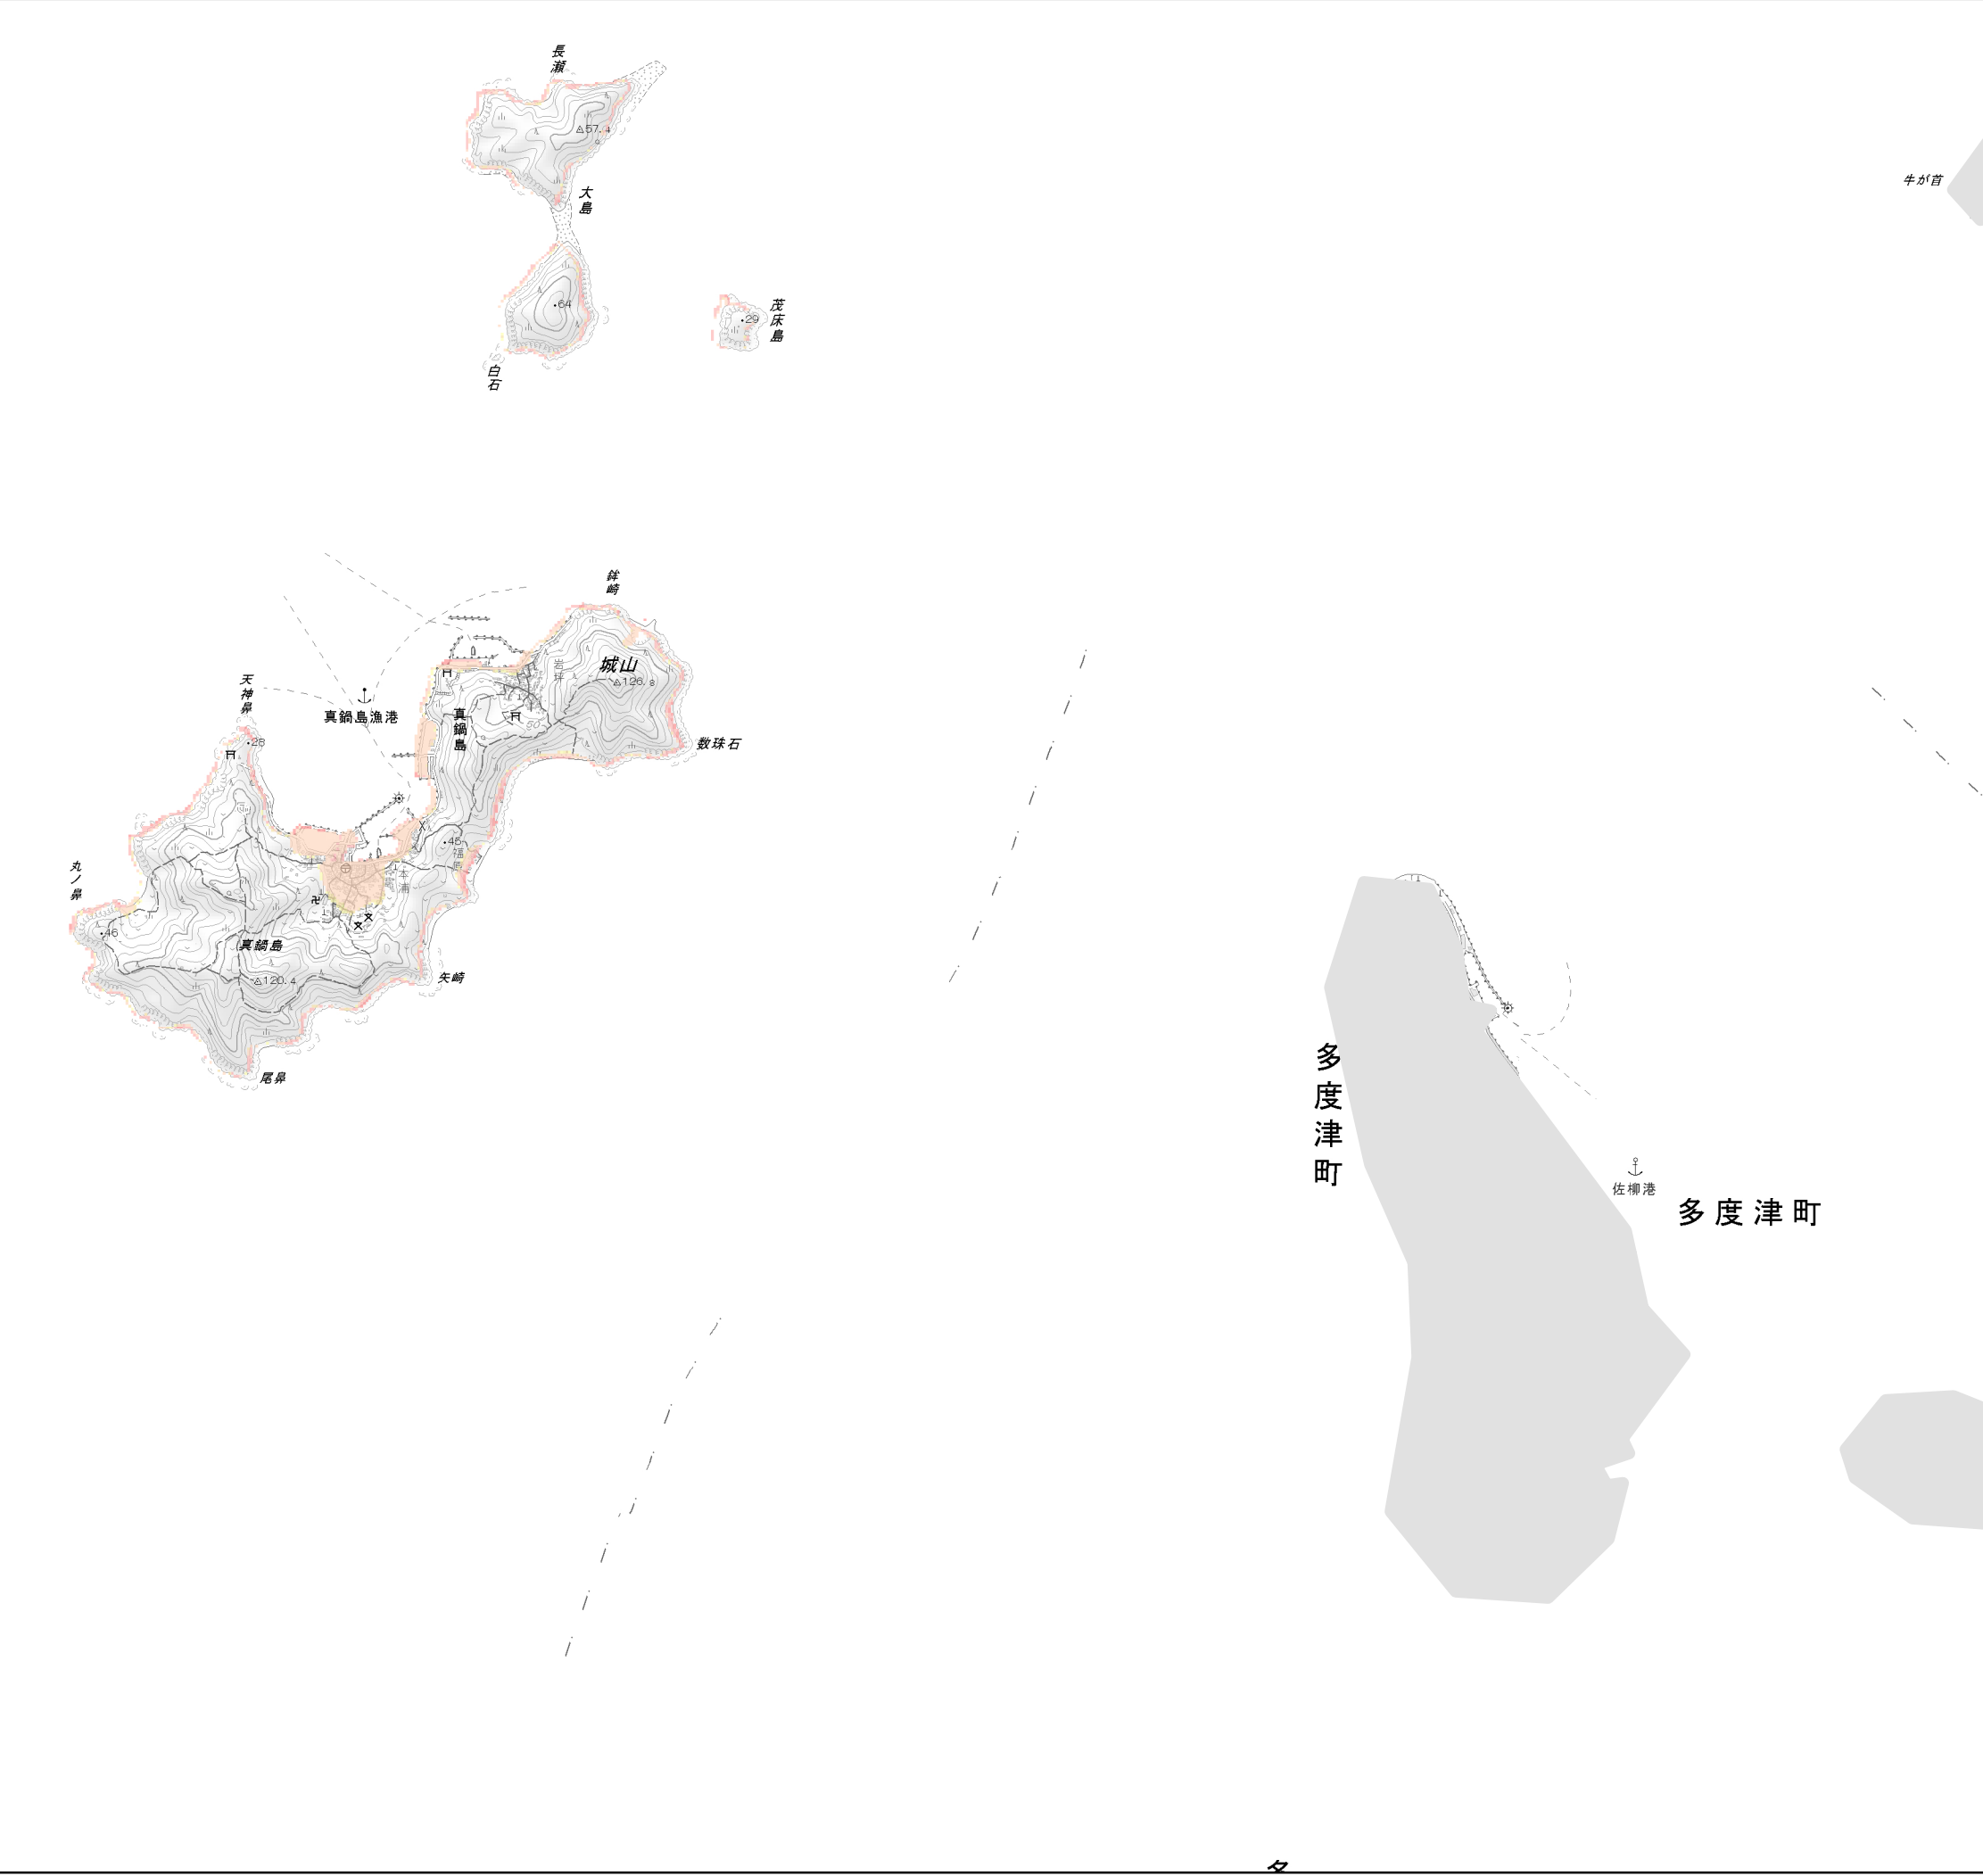 長瀬
57.4
大島
牛が首
64
29
茂床島
白石
鉾崎
城山
岩坪
126.8
天神鼻
真鍋島漁港
真鍋島
50
数珠石
28
45
福原
本浦
丸ノ鼻
46
真鍋島
120.4
矢崎
尾鼻
多度津町
佐柳港
多度津町